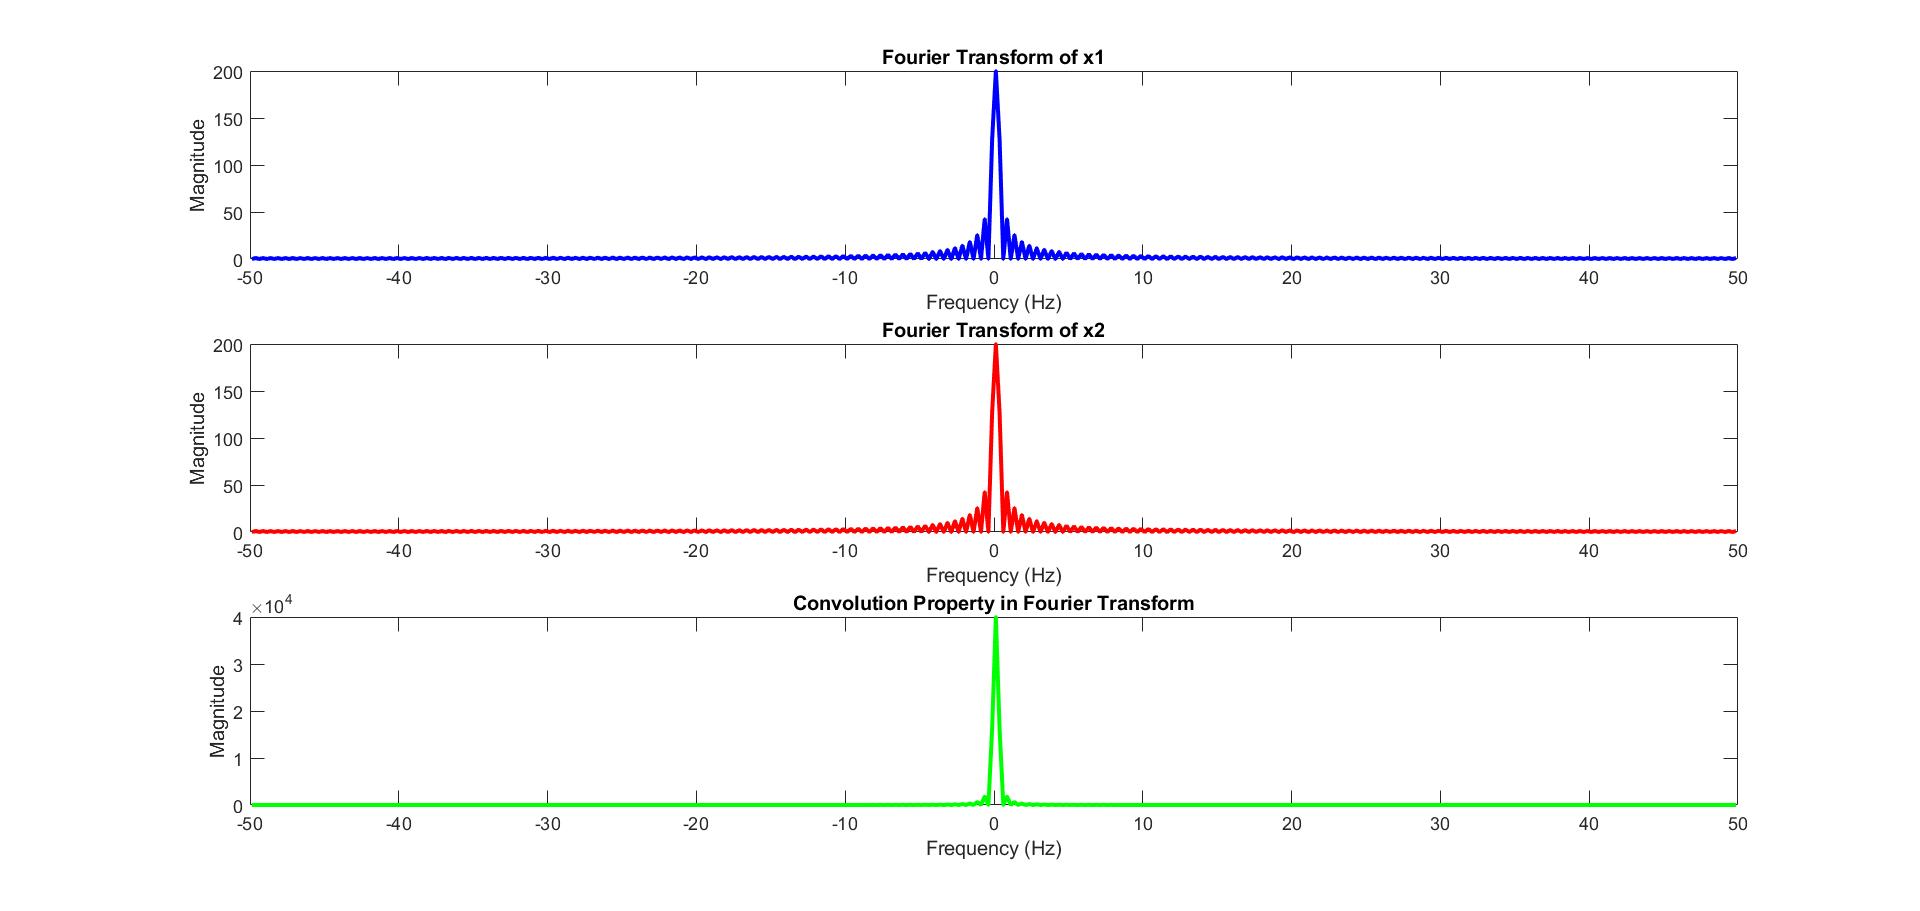 Fourier Transform of x1
200
150
100
50
0
Magnitude
-50 -40 -30 -20 -10 0 10 20 30 40 50
Frequency (Hz)
Fourier Transform of x2
200
150
100
50
0
Magnitude
-50 -40 -30 -20 -10 0 10 20 30 40 50
Frequency (Hz)
Convolution Property in Fourier Transform
×10⁴
4
3
2
1
0
Magnitude
-50 -40 -30 -20 -10 0 10 20 30 40 50
Frequency (Hz)